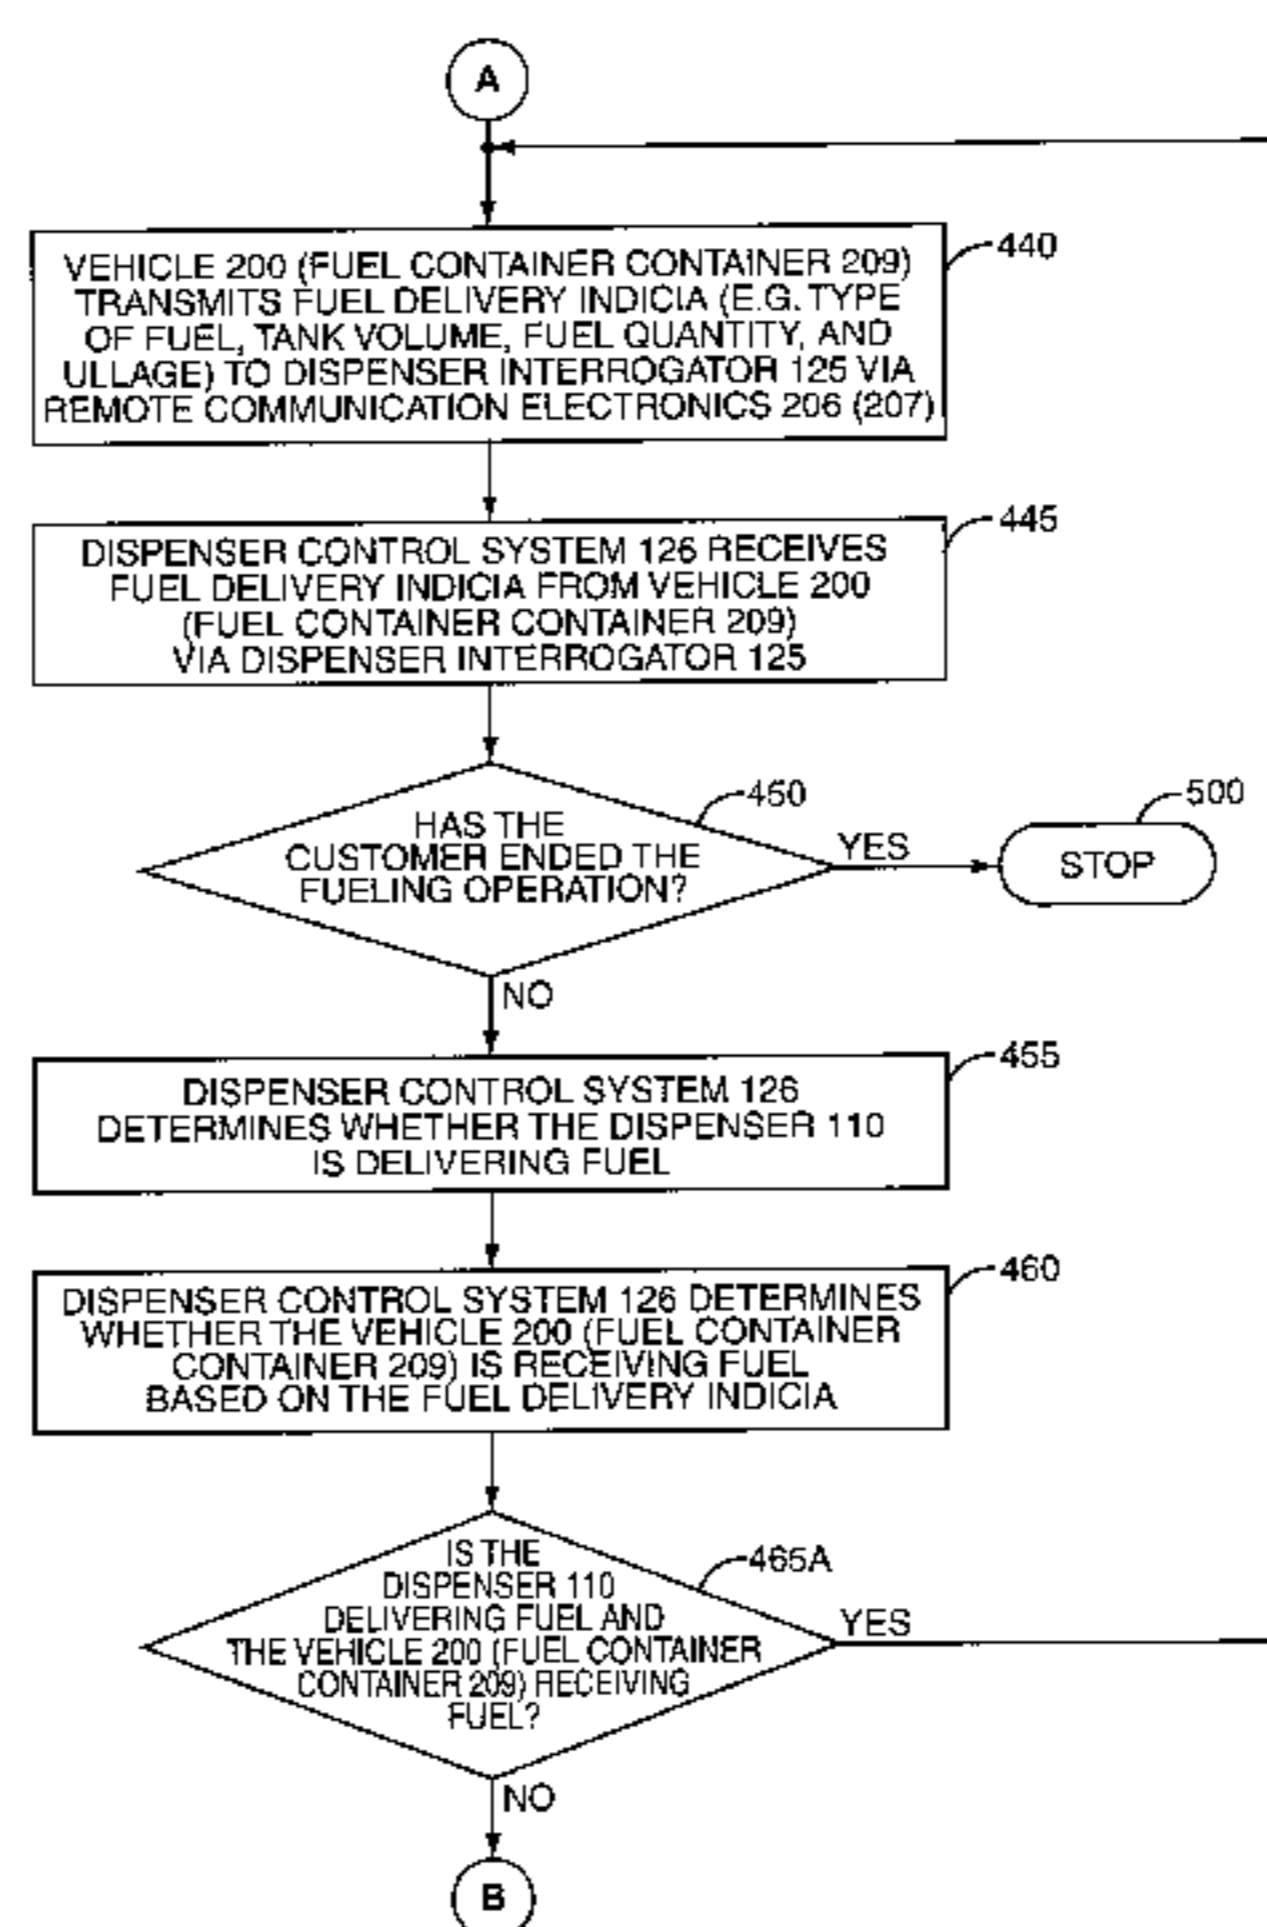 A
VEHICLE 200 (FUEL CONTAINER CONTAINER 209)
TRANSMITS FUEL DELIVERY INDICIA (E.G. TYPE
OF FUEL, TANK VOLUME, FUEL QUANTITY, AND
ULLAGE) TO DISPENSER INTERROGATOR 125 VIA
REMOTE COMMUNICATION ELECTRONICS 206 (207)
440
DISPENSER CONTROL SYSTEM 126 RECEIVES
FUEL DELIVERY INDICIA FROM VEHICLE 200
(FUEL CONTAINER CONTAINER 209)
VIA DISPENSER INTERROGATOR 125
445
HAS THE
CUSTOMER ENDED THE
FUELING OPERATION?
450
YES
STOP
500
NO
DISPENSER CONTROL SYSTEM 126
DETERMINES WHETHER THE DISPENSER 110
IS DELIVERING FUEL
455
DISPENSER CONTROL SYSTEM 126 DETERMINES
WHETHER THE VEHICLE 200 (FUEL CONTAINER
CONTAINER 209) IS RECEIVING FUEL
BASED ON THE FUEL DELIVERY INDICIA
460
IS THE
DISPENSER 110
DELIVERING FUEL AND
THE VEHICLE 200 (FUEL CONTAINER
CONTAINER 209) RECEIVING
FUEL?
465A
YES
NO
B